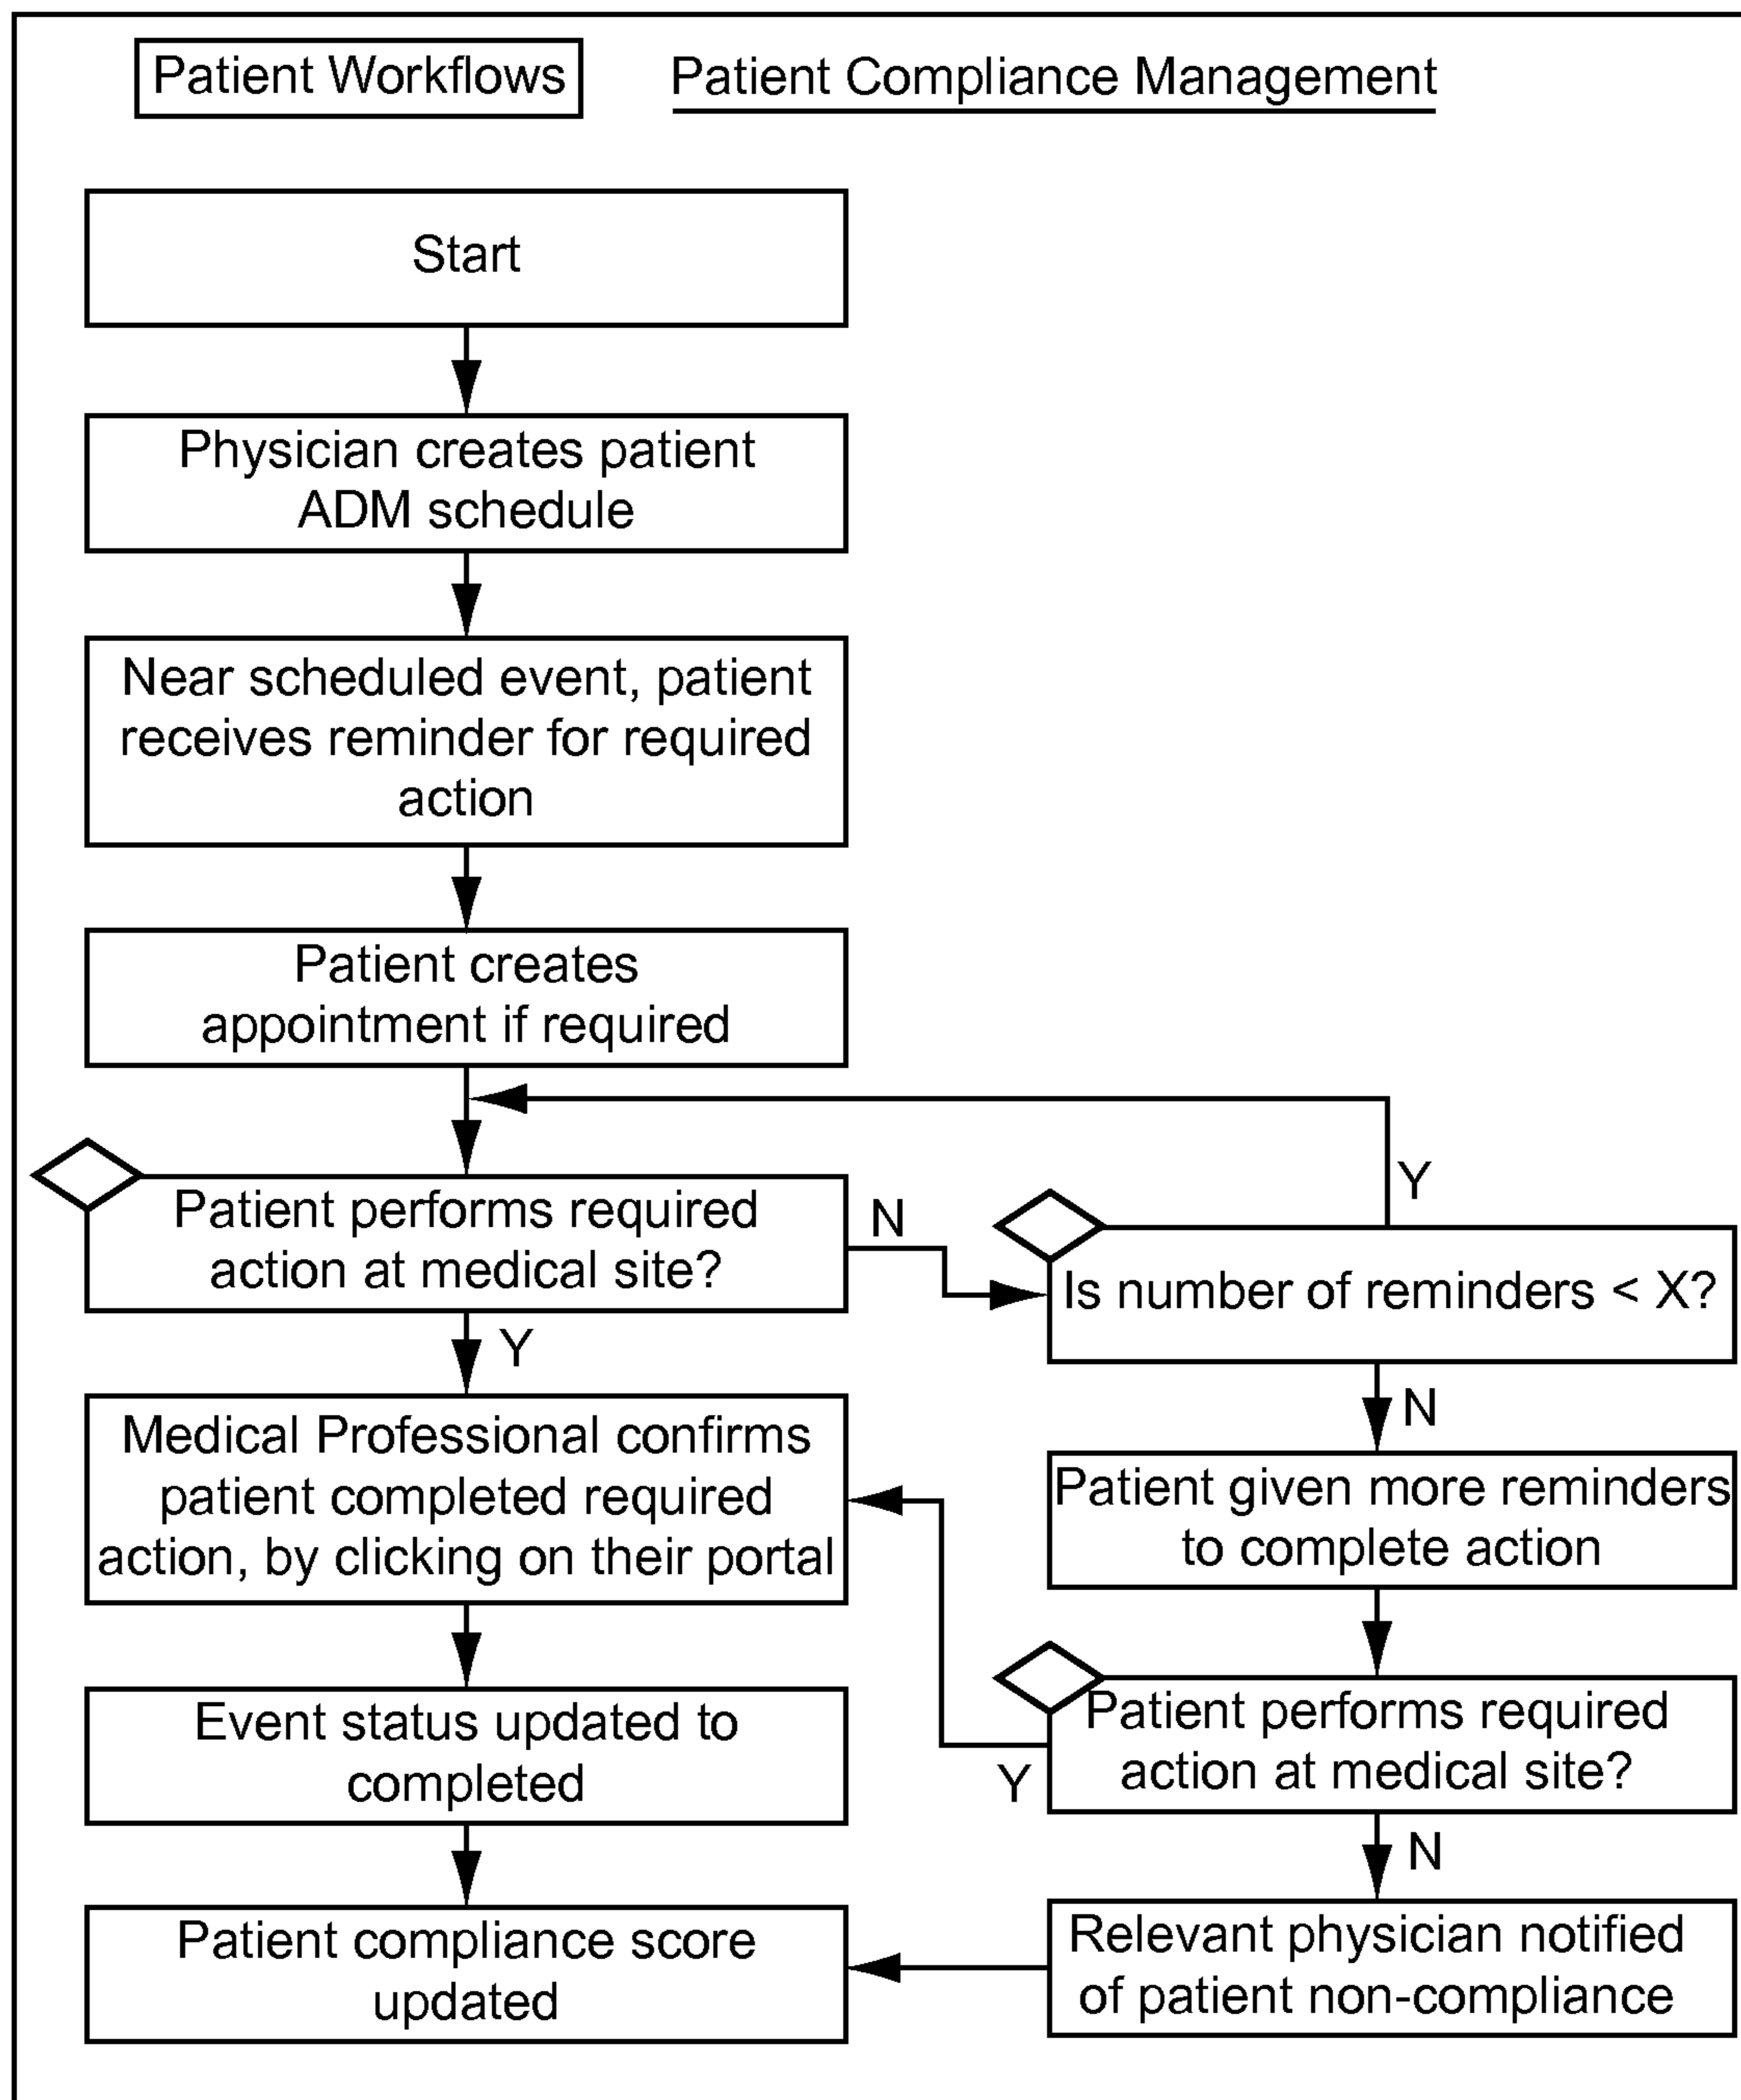 Patient Workflows
Patient Compliance Management
Start
Physician creates patient
ADM schedule
Near scheduled event, patient
receives reminder for required
action
Patient creates
appointment if required
Patient performs required
action at medical site?
N
Y
Y
Is number of reminders < X?
N
Medical Professional confirms
patient completed required
action, by clicking on their portal
Patient given more reminders
to complete action
Patient performs required
action at medical site?
Y
N
Event status updated to
completed
Patient compliance score
updated
Relevant physician notified
of patient non-compliance